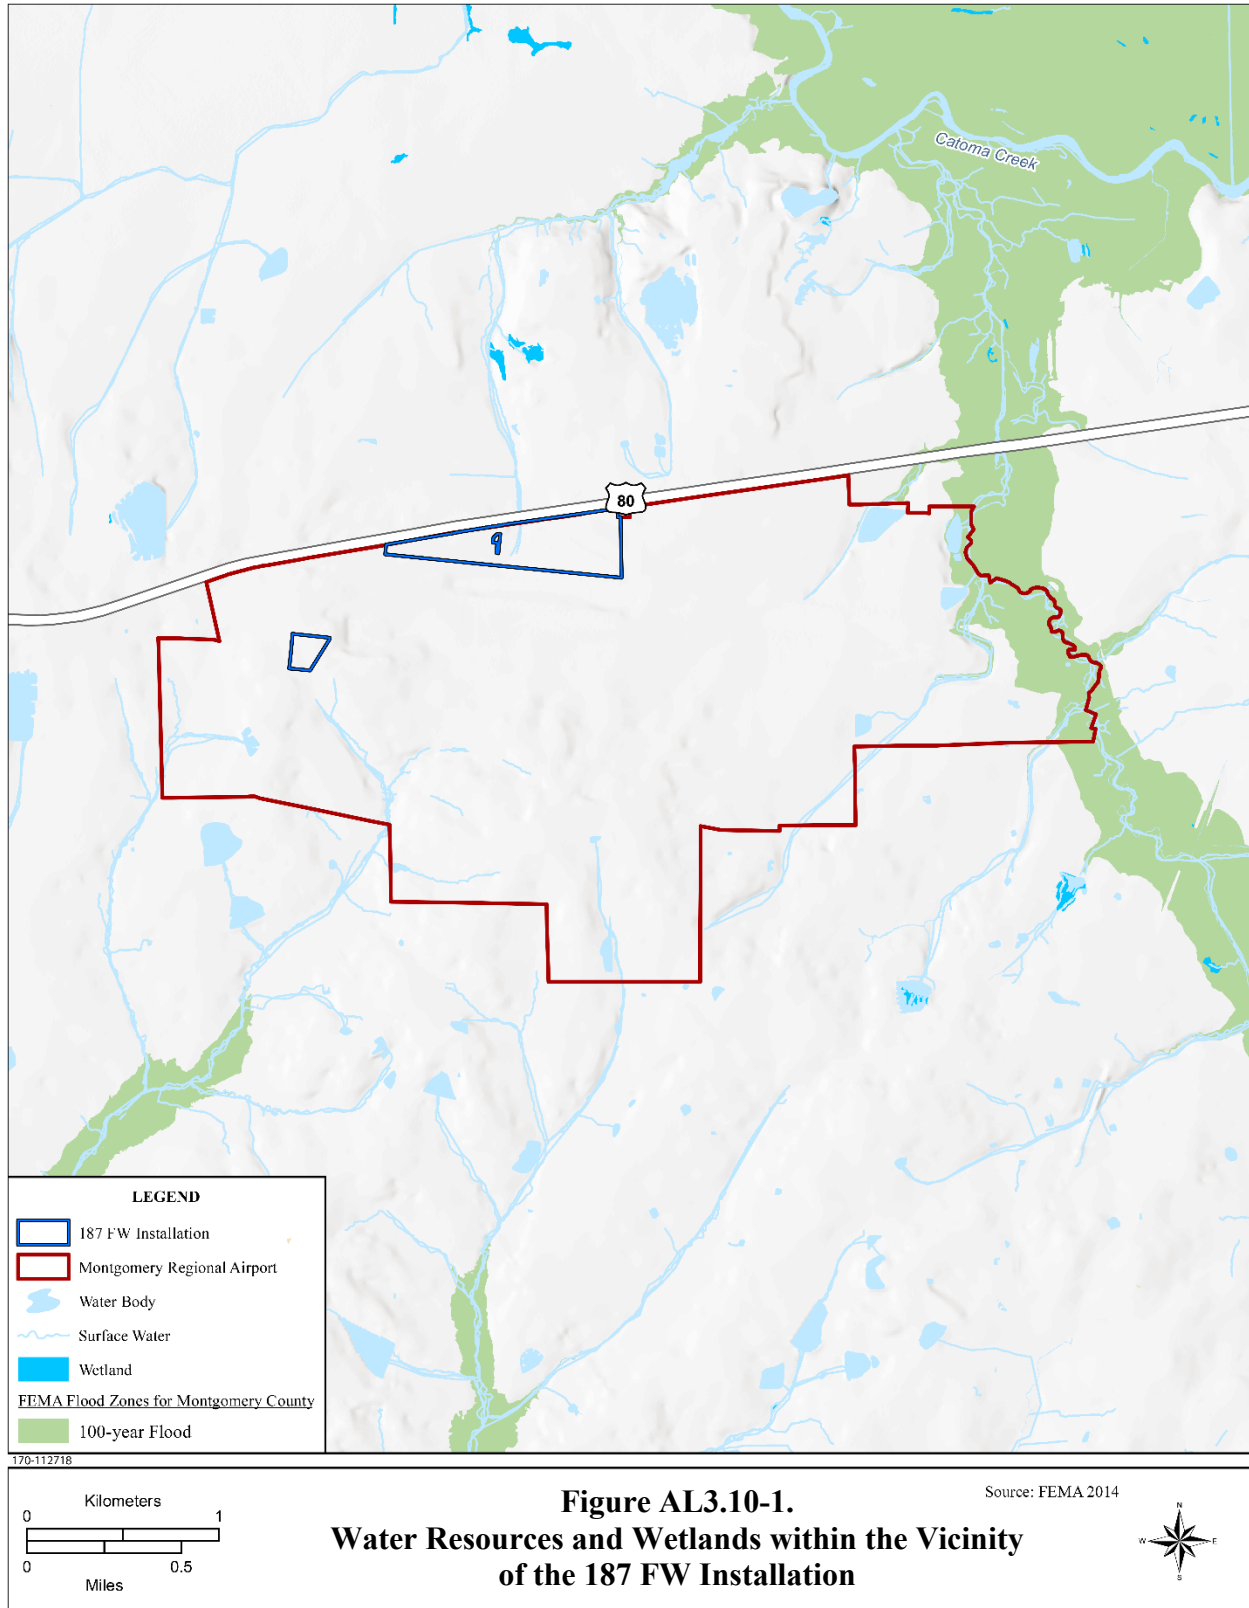 Catoma Creek
80
9
LEGEND
187 FW Installation
Montgomery Regional Airport
Water Body
Surface Water
Wetland
FEMA Flood Zones for Montgomery County
100-year Flood
170-112718
Kilometers
0 1
0 0.5
Miles
Figure AL3.10-1.
Water Resources and Wetlands within the Vicinity
of the 187 FW Installation
Source: FEMA 2014
N
W E
S